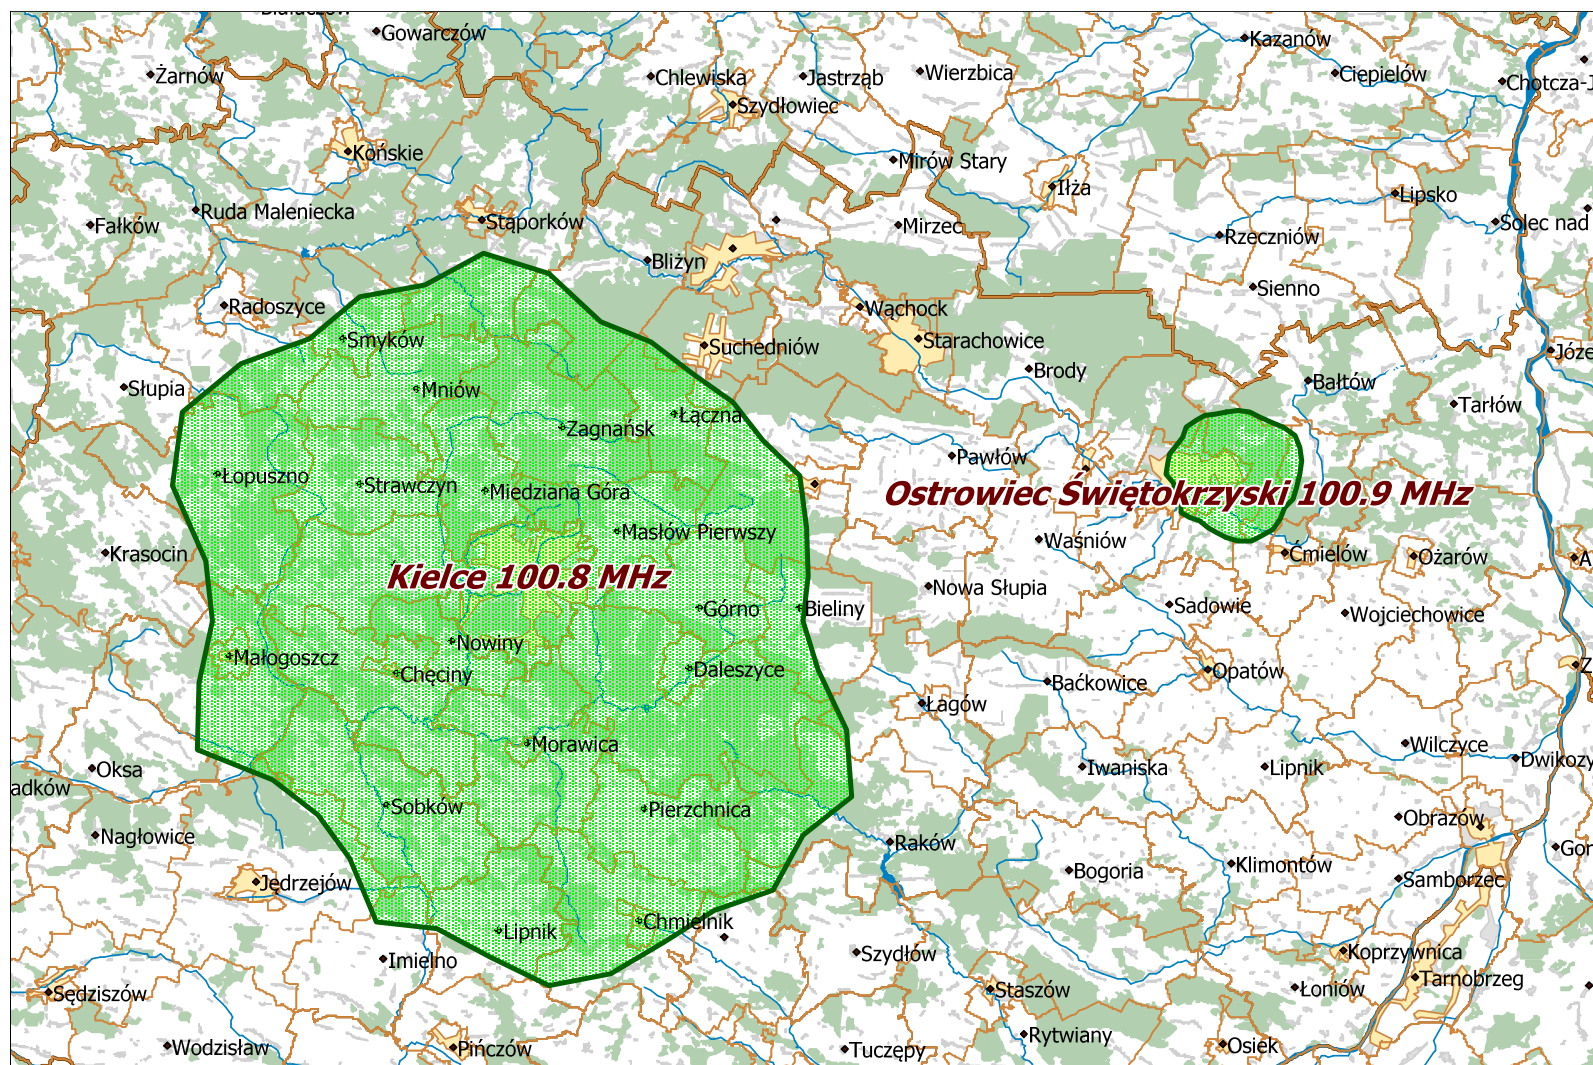 Gowarczów
Kazanów
Żarnów
Chlewiska
Jastrząb
Wierzbica
Ciepielów
Szydłowiec
Końskie
Mirów Stary
Iłża
Lipsko
Ruda Maleniecka
Fałków
Stąporków
Mirzec
Rzeczniów
Solec nad
Bliżyn
Sienno
Radoszyce
Wąchock
Smyków
Suchedniów
Starachowice
Brody
Bałtów
Słupia
Mniów
Łączna
Zagnańsk
Tarłów
Pawłów
Łopuszno
Strawczyn
Miedziana Góra
Ostrowiec Świętokrzyski 100.9 MHz
Masłów Pierwszy
Waśniów
Krasocin
Ćmielów
Ożarów
Kielce 100.8 MHz
Nowa Słupia
Górno
Bieliny
Sadowie
Wojciechowice
Nowiny
Małogoszcz
Chęciny
Daleszyce
Opatów
Baćkowice
Łagów
Morawica
Wilczyce
Dwikozy
Oksa
Iwaniska
Lipnik
adków
Sobków
Pierzchnica
Obrazów
Nagłowice
Raków
Klimontów
Bogoria
Samborzec
Jędrzejów
Chmielnik
Lipnik
Szydłów
Koprzywnica
Imielno
Tarnobrzeg
Sędziszów
Staszów
Łoniów
Rytwiany
Wodzisław
Pińczów
Tuczępy
Osiek